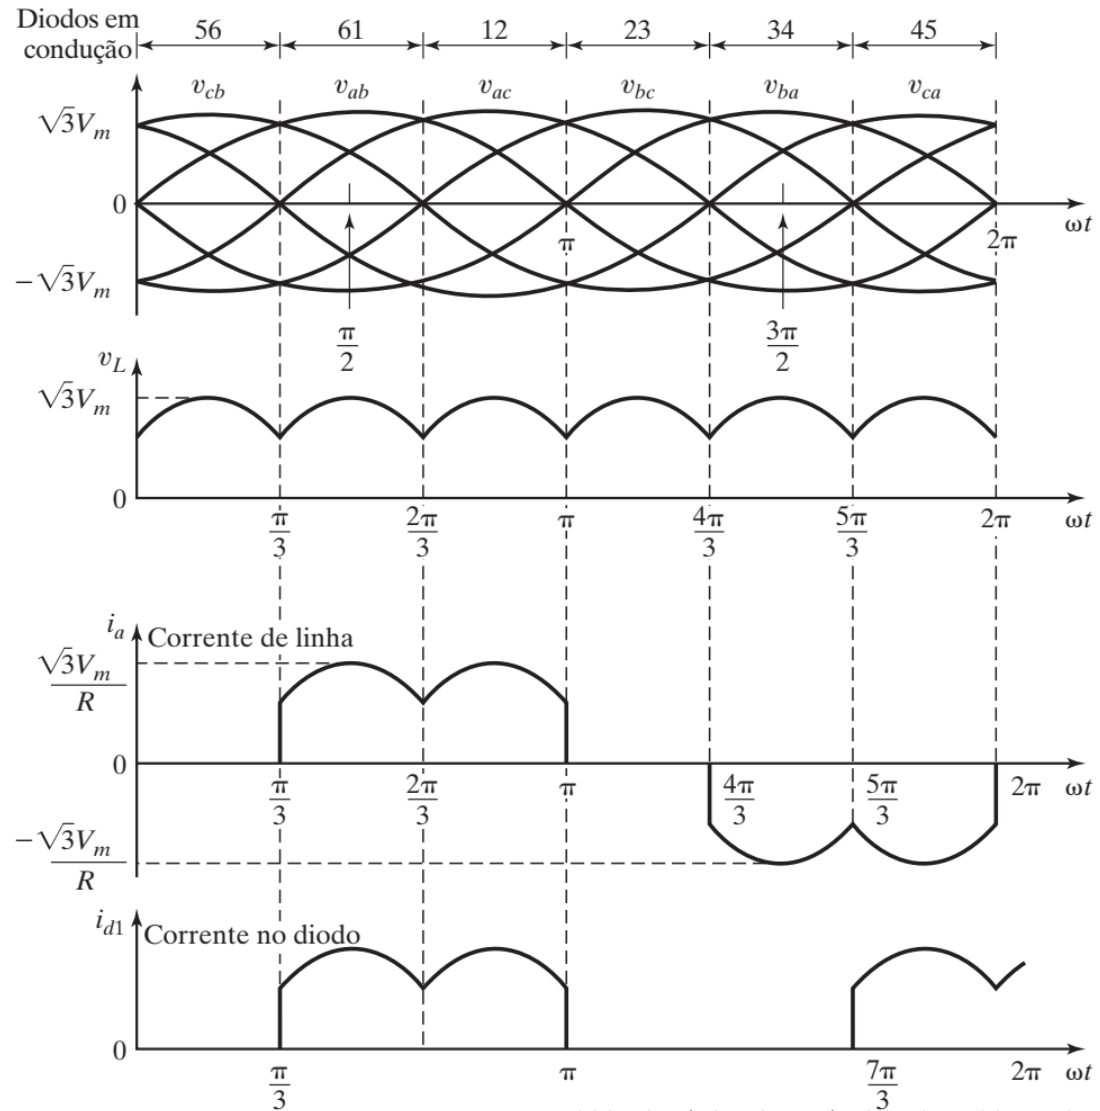 Diodos em condução
56 61 12 23 34 45
v_cb v_ab v_ac v_bc v_ba v_ca
√3V_m
0
π 2π ωt
−√3V_m
π/2 3π/2
v_L
√3V_m
0
π/3 2π/3 π 4π/3 5π/3 2π ωt
i_a Corrente de linha
√3V_m/R
0
π/3 2π/3 π 4π/3 5π/3 2π ωt
−√3V_m/R
i_d1 Corrente no diodo
0
π/3 π 7π/3 2π ωt